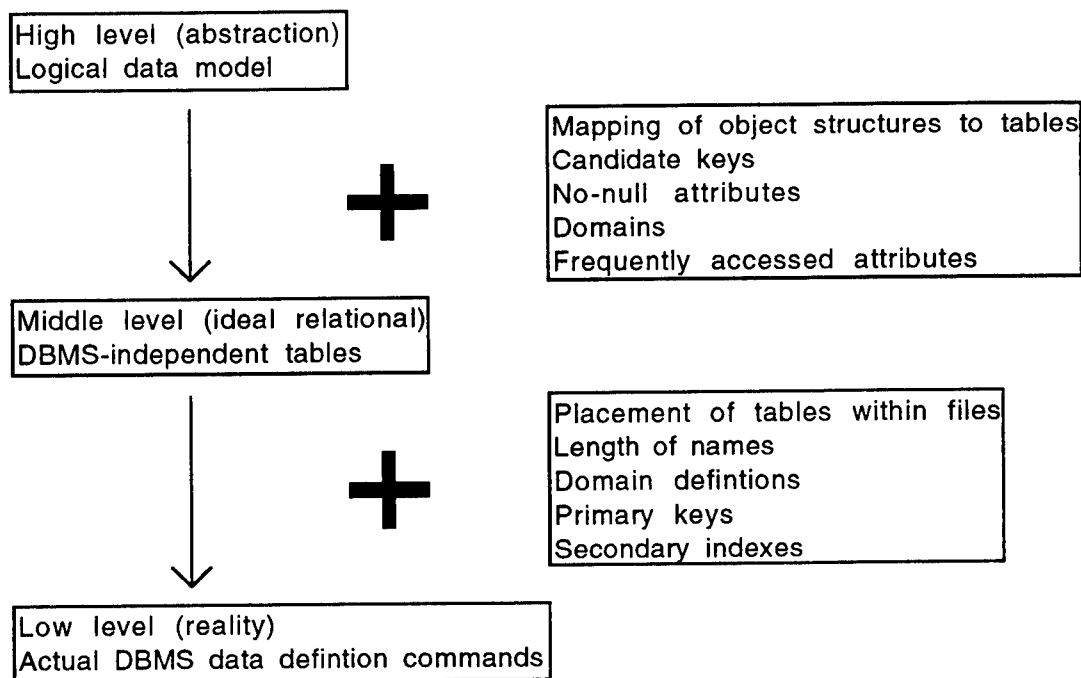 High level (abstraction)
Logical data model
Mapping of object structures to tables
Candidate keys
No-null attributes
Domains
Frequently accessed attributes
Middle level (ideal relational)
DBMS-independent tables
Placement of tables within files
Length of names
Domain defintions
Primary keys
Secondary indexes
Low level (reality)
Actual DBMS data defintion commands